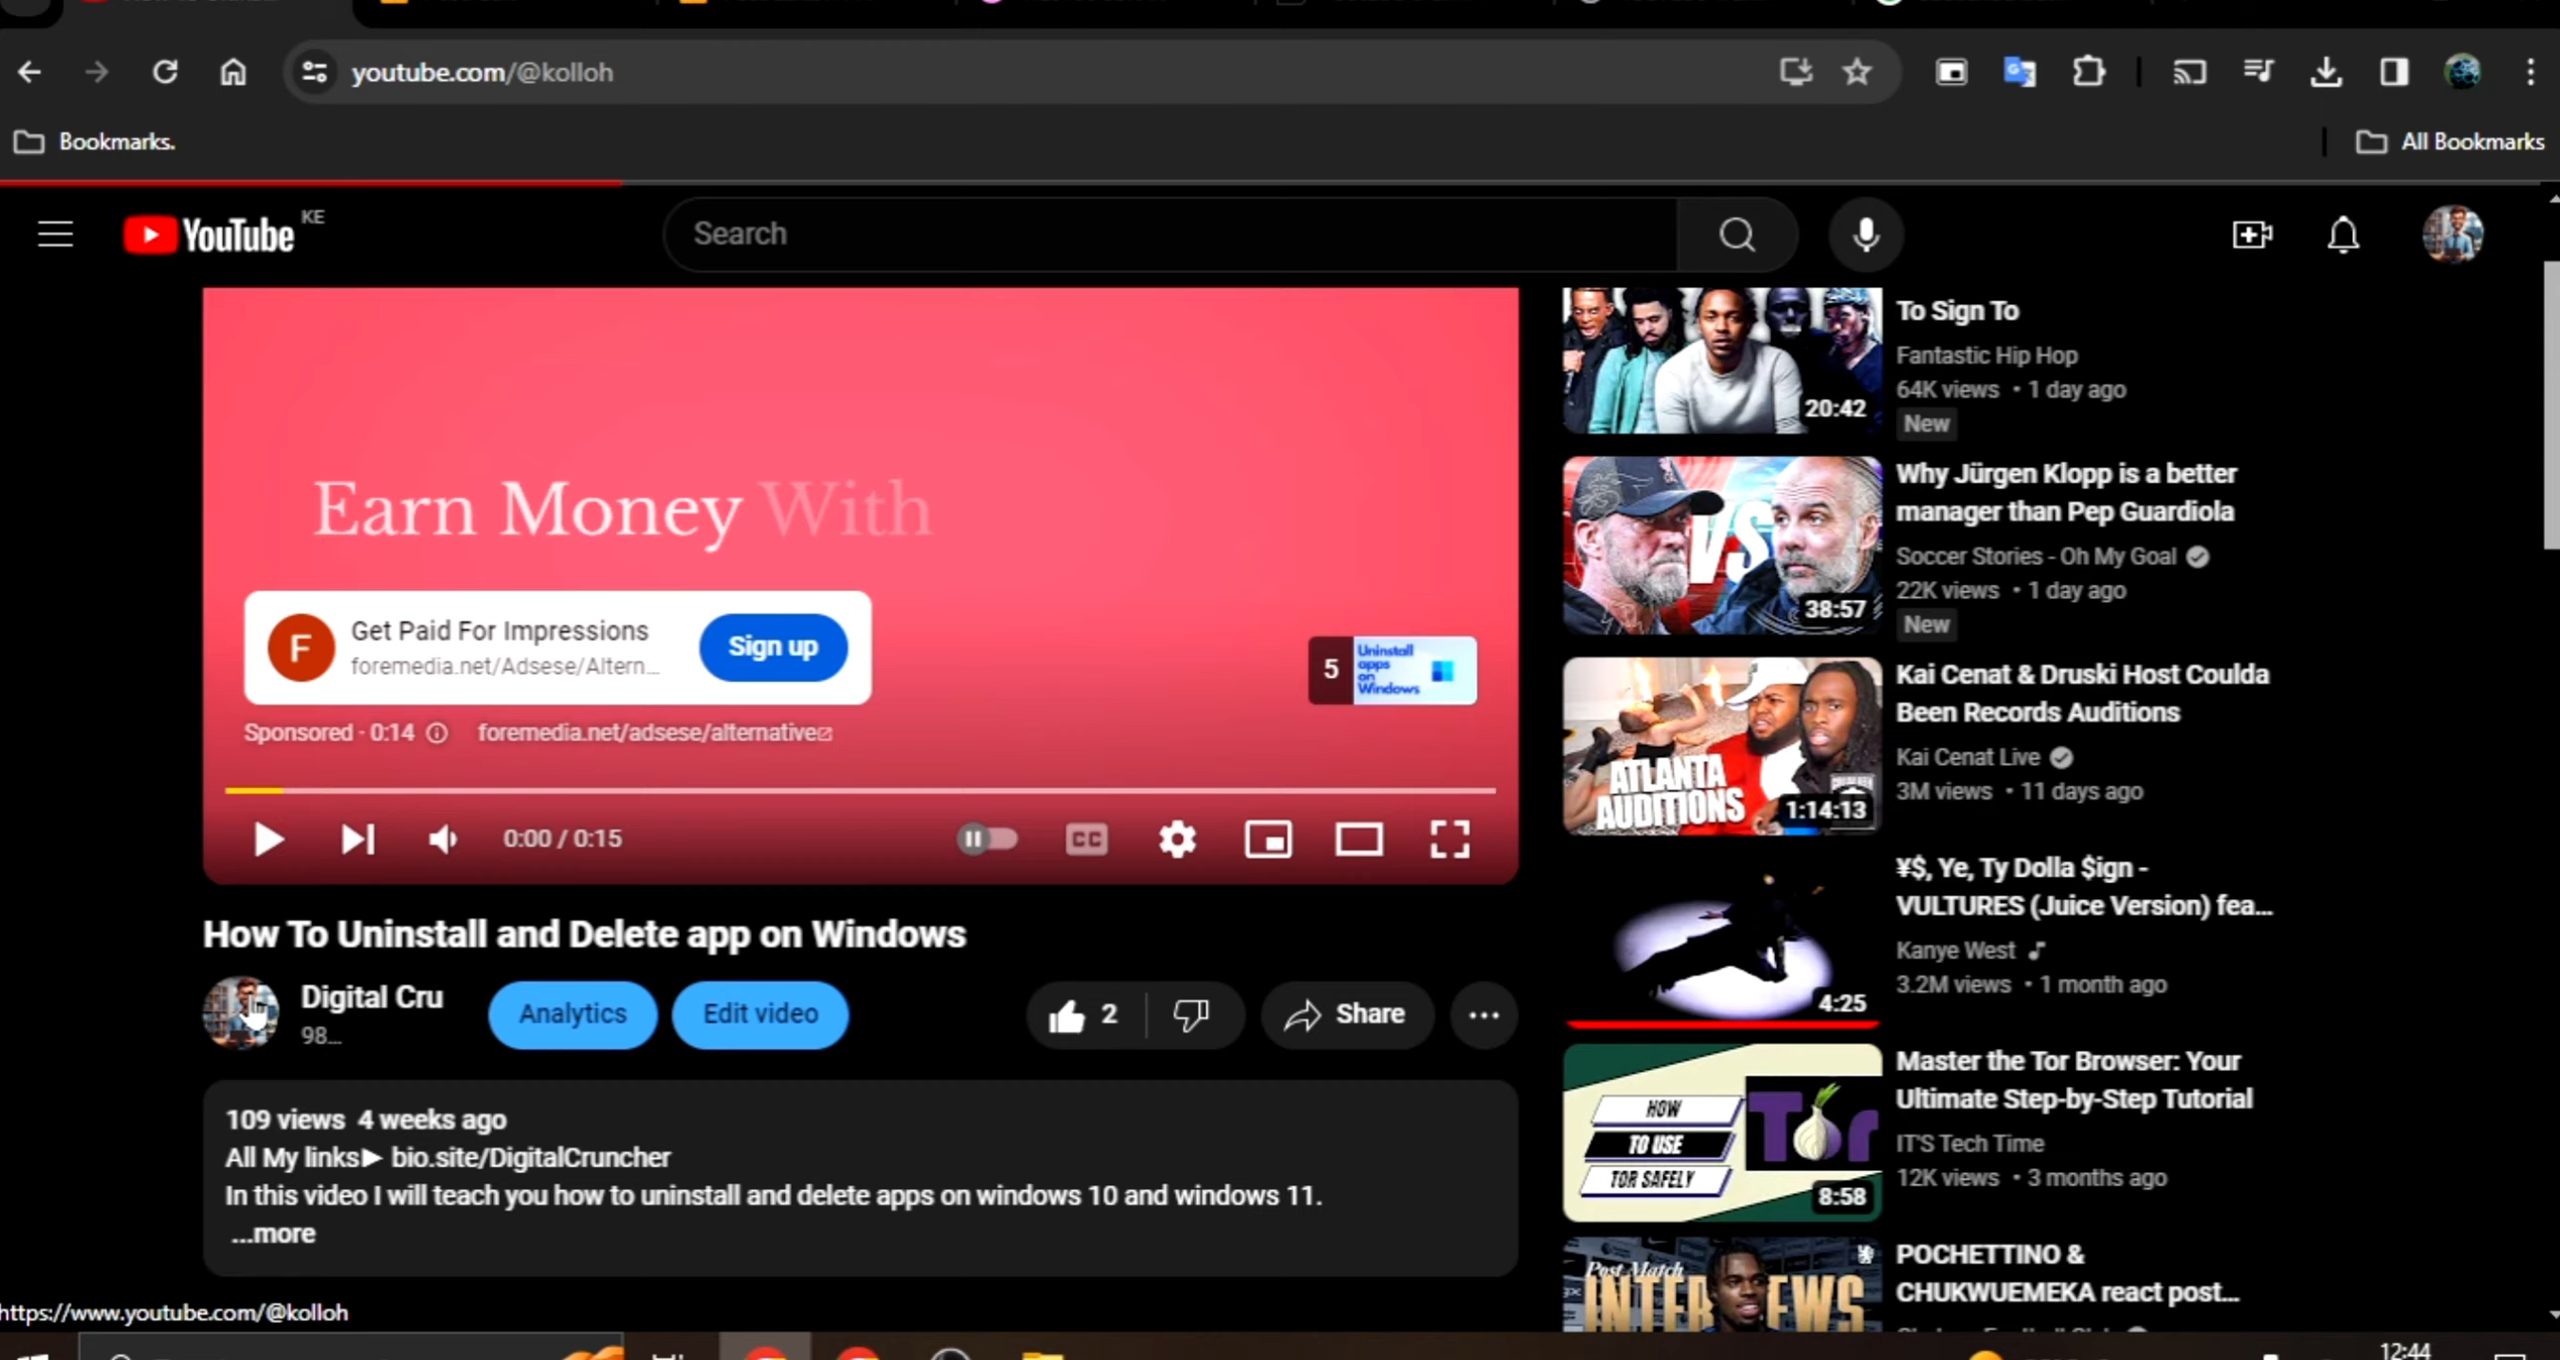 youtube.com/@kolloh
Bookmarks.
All Bookmarks
YouTube KE
Search
Earn Money With
Get Paid For Impressions
foremedia.net/Adsese/Altern...
Sign up
5
Uninstall
apps
on
Windows
Sponsored · 0:14
foremedia.net/adsese/alternative
0:00 / 0:15
CC
How To Uninstall and Delete app on Windows
Digital Cru
98...
Analytics
Edit video
2
Share
109 views 4 weeks ago
All My links► bio.site/DigitalCruncher
In this video I will teach you how to uninstall and delete apps on windows 10 and windows 11.
...more
https://www.youtube.com/@kolloh
20:42
To Sign To
Fantastic Hip Hop
64K views • 1 day ago
New
VS
38:57
Why Jürgen Klopp is a better
manager than Pep Guardiola
Soccer Stories - Oh My Goal
22K views • 1 day ago
New
ATLANTA
AUDITIONS
1:14:13
Kai Cenat & Druski Host Coulda
Been Records Auditions
Kai Cenat Live
3M views • 11 days ago
4:25
¥$, Ye, Ty Dolla $ign -
VULTURES (Juice Version) fea...
Kanye West
3.2M views • 1 month ago
HOW
TO USE
TOR SAFELY
Tor
8:58
Master the Tor Browser: Your
Ultimate Step-by-Step Tutorial
IT'S Tech Time
12K views • 3 months ago
Post Match
INTERVIEWS
POCHETTINO &
CHUKWUEMEKA react post...
12:44